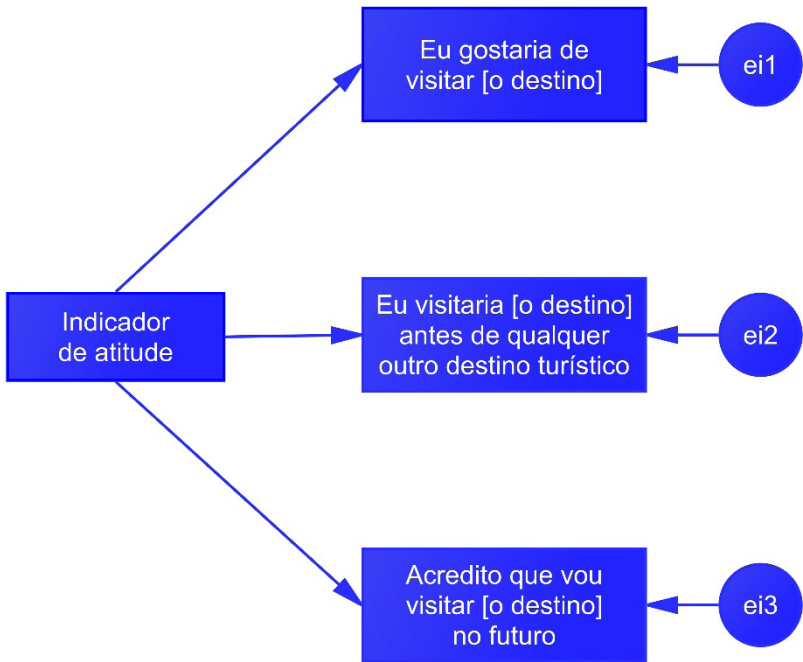 Eu gostaria de
visitar [o destino]
ei1
Indicador
de atitude
Eu visitaria [o destino]
antes de qualquer
outro destino turístico
ei2
Acredito que vou
visitar [o destino]
no futuro
ei3